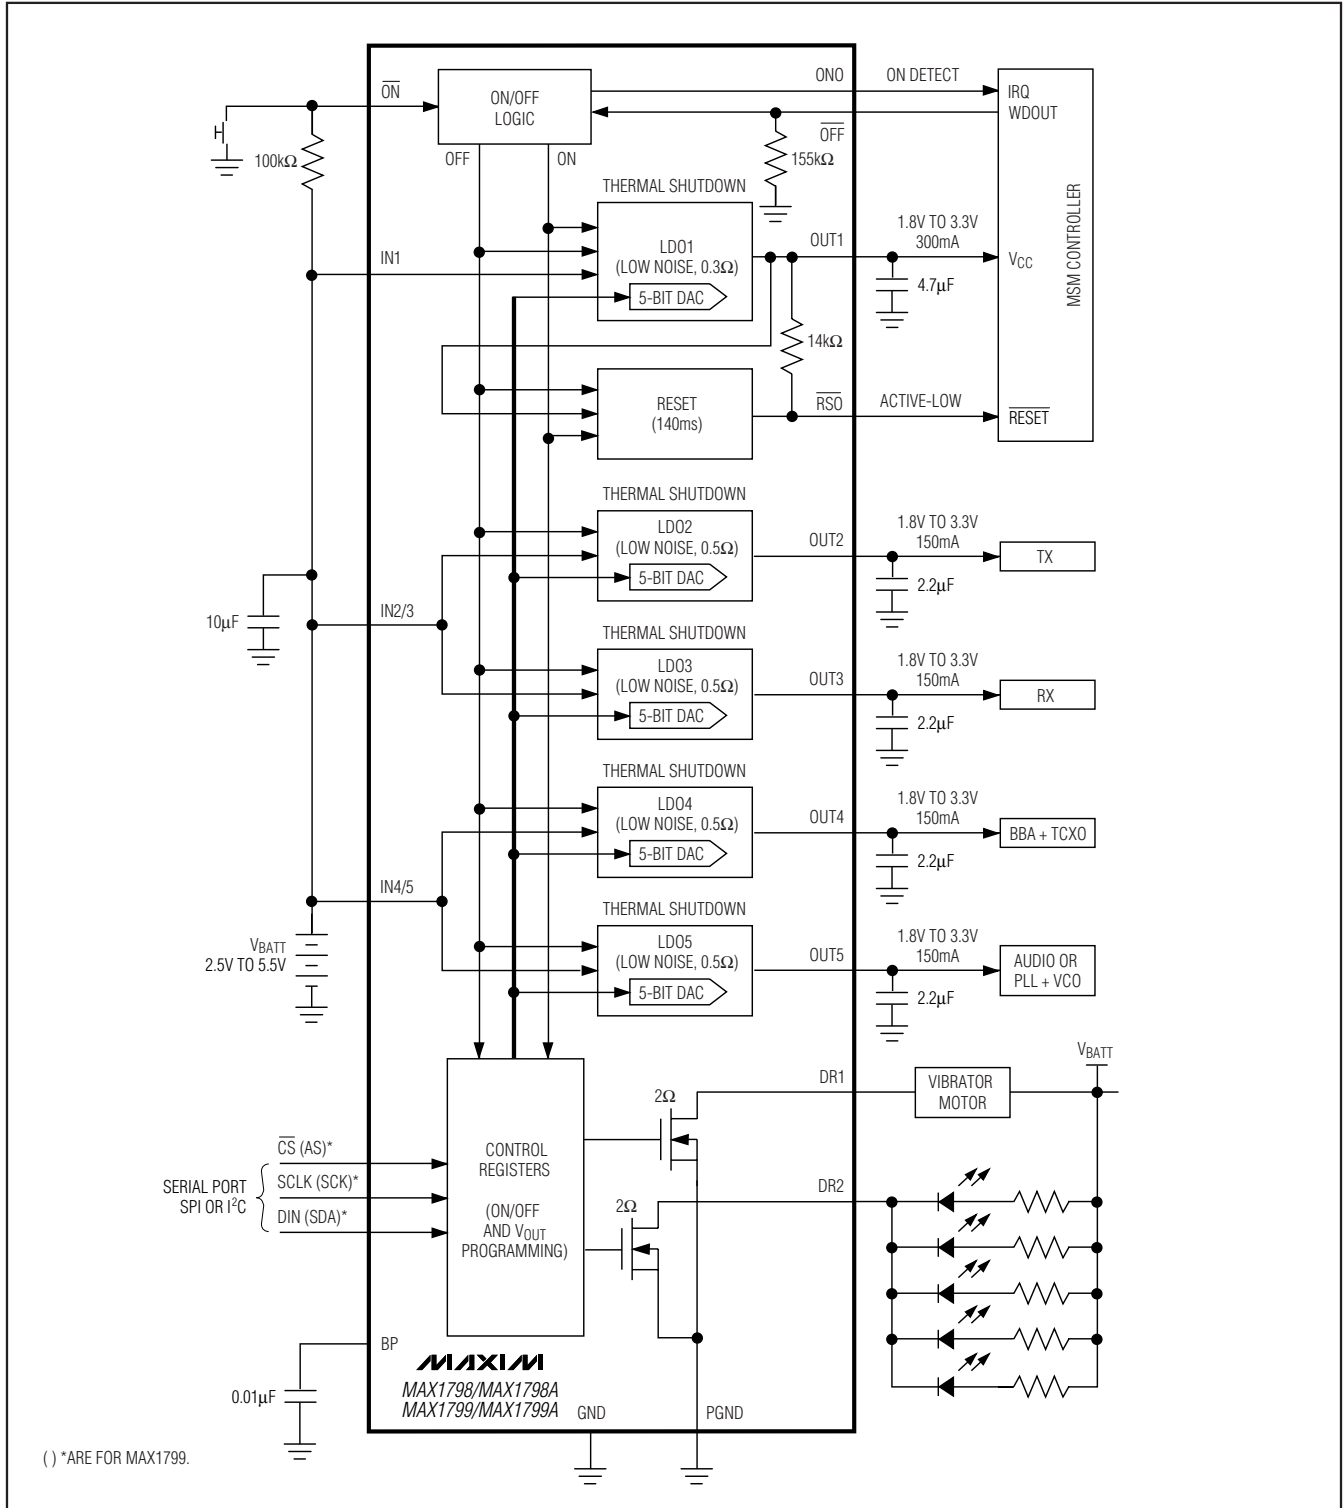 ON
ON/OFF
LOGIC
ONO
ON DETECT
IRQ
WDOUT
OFF
100kΩ
OFF
ON
155kΩ
MSM CONTROLLER
THERMAL SHUTDOWN
IN1
LDO1
(LOW NOISE, 0.3Ω)
5-BIT DAC
OUT1
1.8V TO 3.3V
300mA
VCC
4.7µF
14kΩ
RESET
(140ms)
RSO
ACTIVE-LOW
RESET
THERMAL SHUTDOWN
LDO2
(LOW NOISE, 0.5Ω)
5-BIT DAC
OUT2
1.8V TO 3.3V
150mA
TX
2.2µF
10µF
IN2/3
THERMAL SHUTDOWN
LDO3
(LOW NOISE, 0.5Ω)
5-BIT DAC
OUT3
1.8V TO 3.3V
150mA
RX
2.2µF
THERMAL SHUTDOWN
LDO4
(LOW NOISE, 0.5Ω)
5-BIT DAC
OUT4
1.8V TO 3.3V
150mA
BBA + TCXO
2.2µF
IN4/5
VBATT
2.5V TO 5.5V
THERMAL SHUTDOWN
LDO5
(LOW NOISE, 0.5Ω)
5-BIT DAC
OUT5
1.8V TO 3.3V
150mA
AUDIO OR
PLL + VCO
2.2µF
VBATT
DR1
VIBRATOR
MOTOR
2Ω
CONTROL
REGISTERS
(ON/OFF
AND VOUT
PROGRAMMING)
SERIAL PORT
SPI OR I²C
CS (AS)*
SCLK (SCK)*
DIN (SDA)*
DR2
2Ω
BP
0.01µF
MAXIM
MAX1798/MAX1798A
MAX1799/MAX1799A
GND
PGND
( ) *ARE FOR MAX1799.